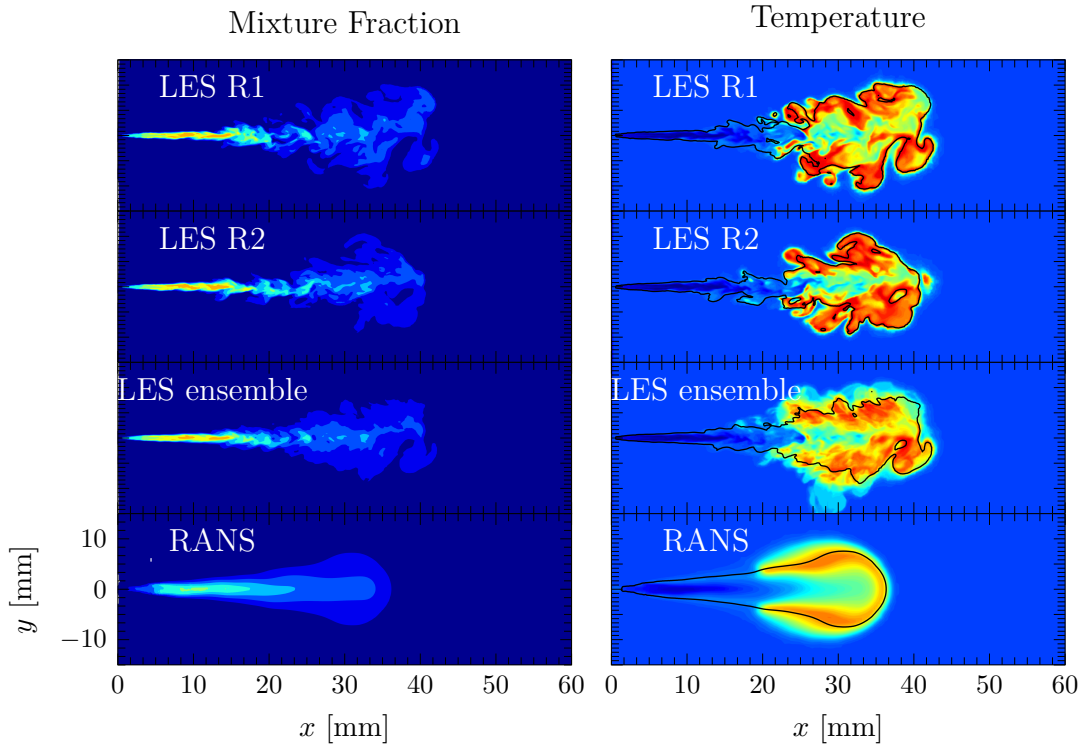 Mixture Fraction
Temperature
LES R1
LES R1
LES R2
LES R2
LES ensemble
LES ensemble
RANS
RANS
10
0
−10
y [mm]
0 10 20 30 40 50 60
0 10 20 30 40 50 60
x [mm]
x [mm]